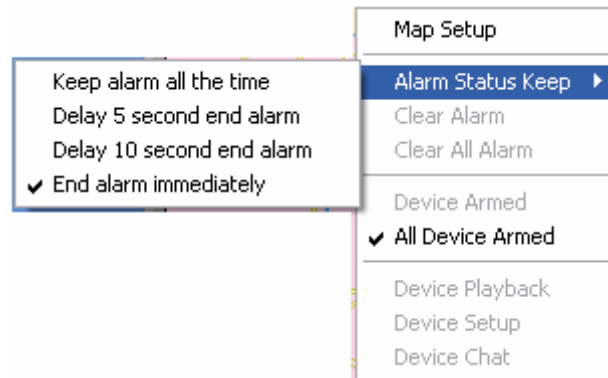 Map Setup
Alarm Status Keep
Keep alarm all the time
Delay 5 second end alarm
Delay 10 second end alarm
End alarm immediately
Clear Alarm
Clear All Alarm
Device Armed
All Device Armed
Device Playback
Device Setup
Device Chat